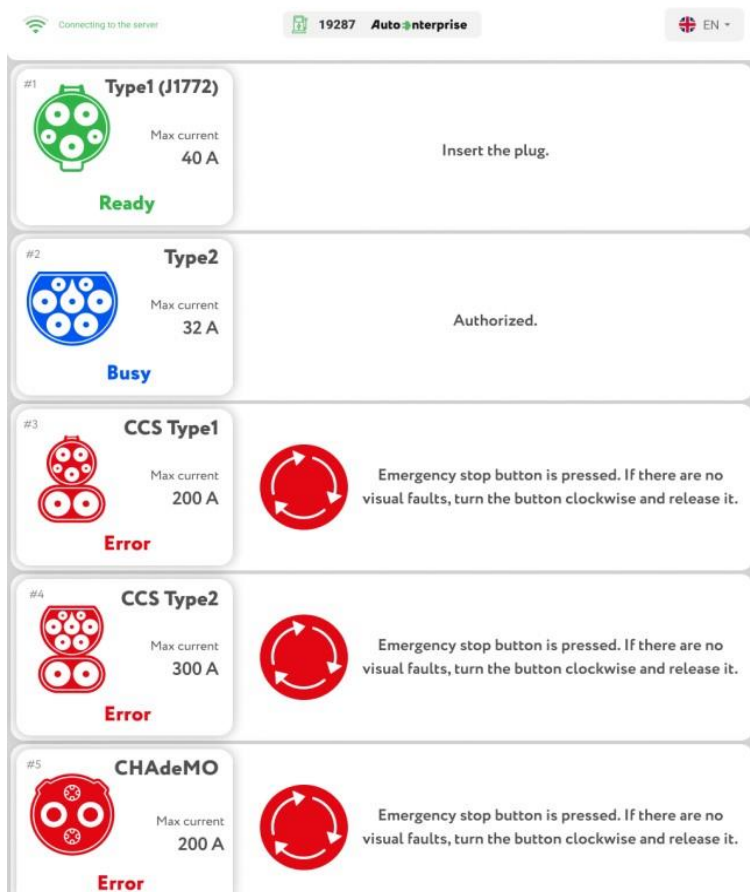 Connecting to the server
19287 Auto Enterprise
EN
#1 Type1 (J1772)
Max current
40 A
Ready
Insert the plug.
#2 Type2
Max current
32 A
Busy
Authorized.
#3 CCS Type1
Max current
200 A
Error
Emergency stop button is pressed. If there are no
visual faults, turn the button clockwise and release it.
#4 CCS Type2
Max current
300 A
Error
Emergency stop button is pressed. If there are no
visual faults, turn the button clockwise and release it.
#5 CHAdeMO
Max current
200 A
Error
Emergency stop button is pressed. If there are no
visual faults, turn the button clockwise and release it.